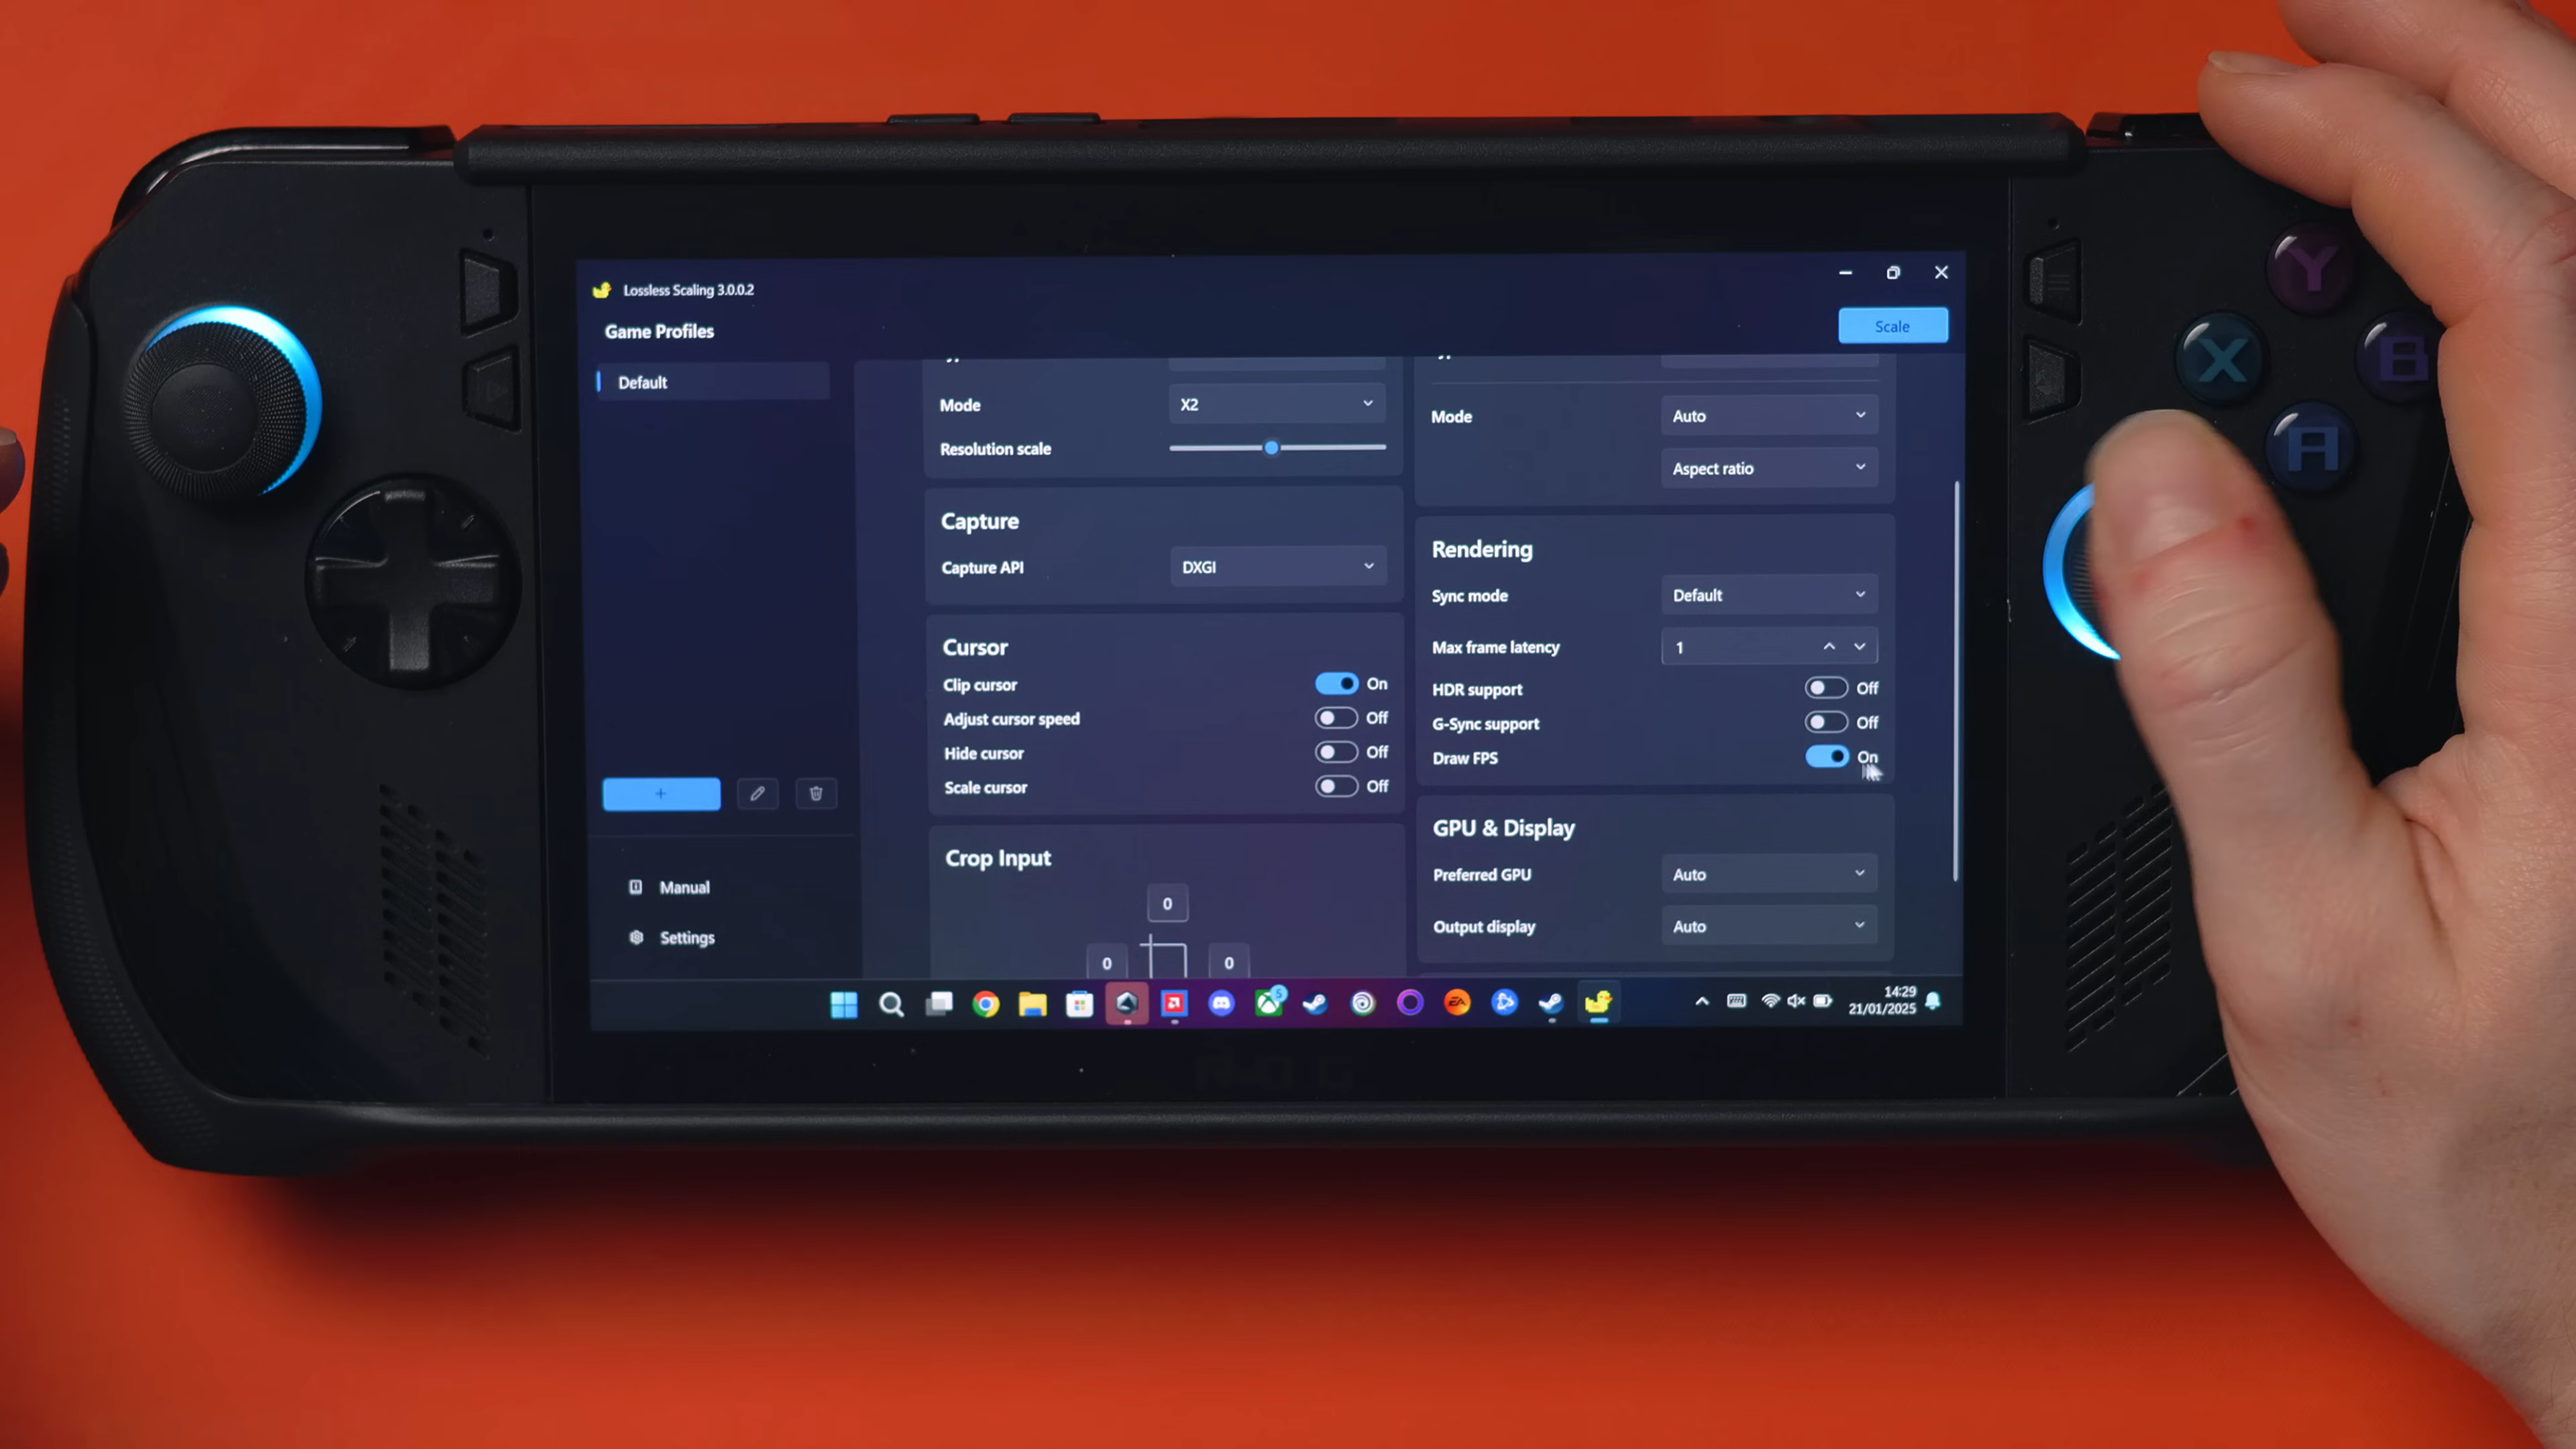 Lossless Scaling 3.0.0.2
Game Profiles
Scale
Default
Mode
X2
Resolution scale
Capture
Capture API
DXGI
Cursor
Clip cursor
On
Adjust cursor speed
Off
Hide cursor
Off
Scale cursor
Off
Crop Input
0
0
0
Mode
Auto
Aspect ratio
Rendering
Sync mode
Default
Max frame latency
1
HDR support
Off
G-Sync support
Off
Draw FPS
On
GPU & Display
Preferred GPU
Auto
Output display
Auto
+
Manual
Settings
5
EA
14:29
21/01/2025
Y
X
B
A